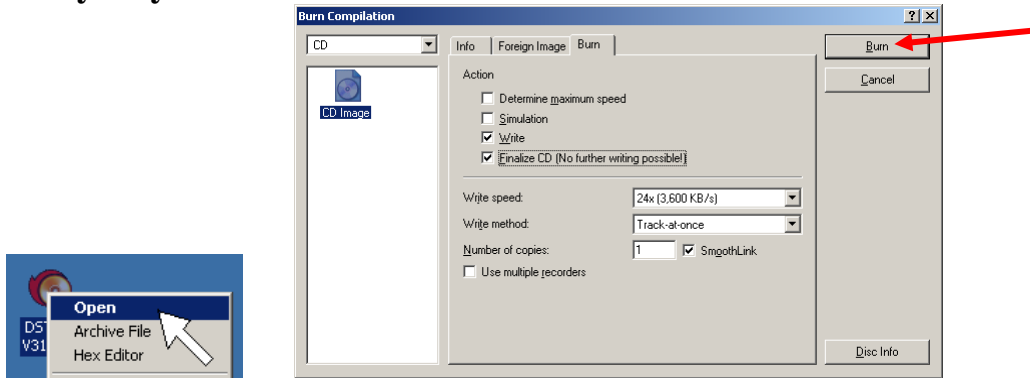 Burn Compilation
CD
Info Foreign Image Burn
Burn
Cancel
CD Image
Action
Determine maximum speed
Simulation
Write
Finalize CD (No further writing possible!)
Write speed: 24x (3,600 KB/s)
Write method: Track-at-once
Number of copies: 1 SmoothLink
Use multiple recorders
Disc Info
Open
Archive File
Hex Editor
DST
V31